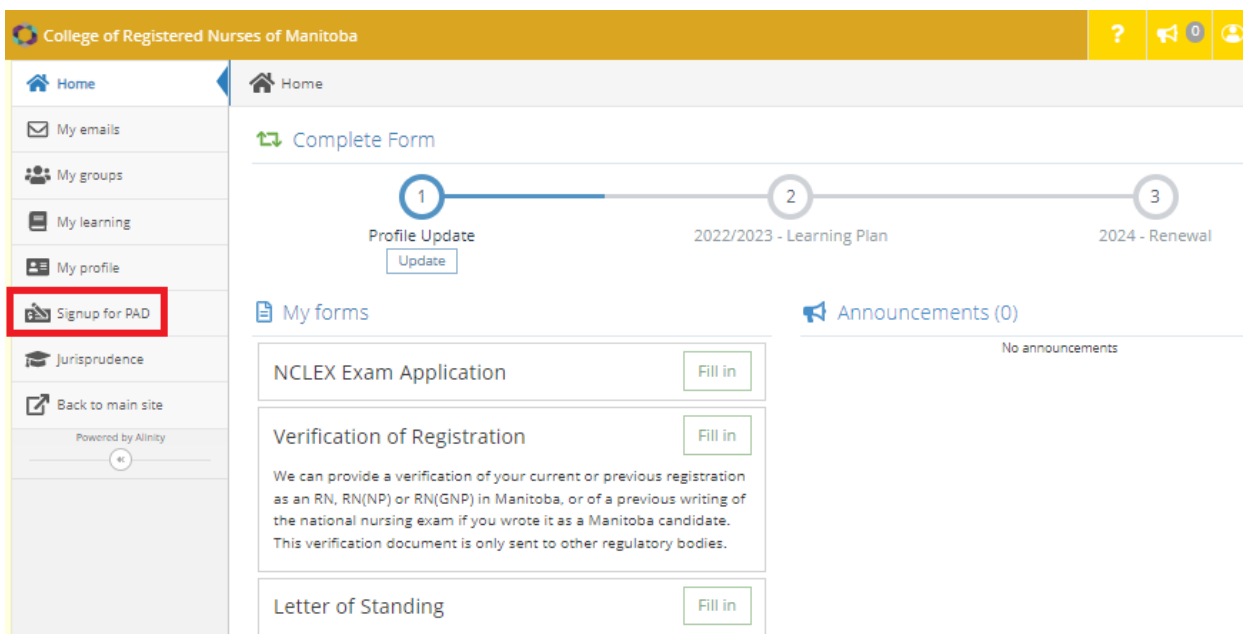 College of Registered Nurses of Manitoba
? 0
Home
My emails
My groups
My learning
My profile
Signup for PAD
Jurisprudence
Back to main site
Powered by Alinity
Home
Complete Form
1 2 3
Profile Update 2022/2023 - Learning Plan 2024 - Renewal
Update
My forms
NCLEX Exam Application Fill in
Verification of Registration Fill in
We can provide a verification of your current or previous registration
as an RN, RN(NP) or RN(GNP) in Manitoba, or of a previous writing of
the national nursing exam if you wrote it as a Manitoba candidate.
This verification document is only sent to other regulatory bodies.
Letter of Standing Fill in
Announcements (0)
No announcements